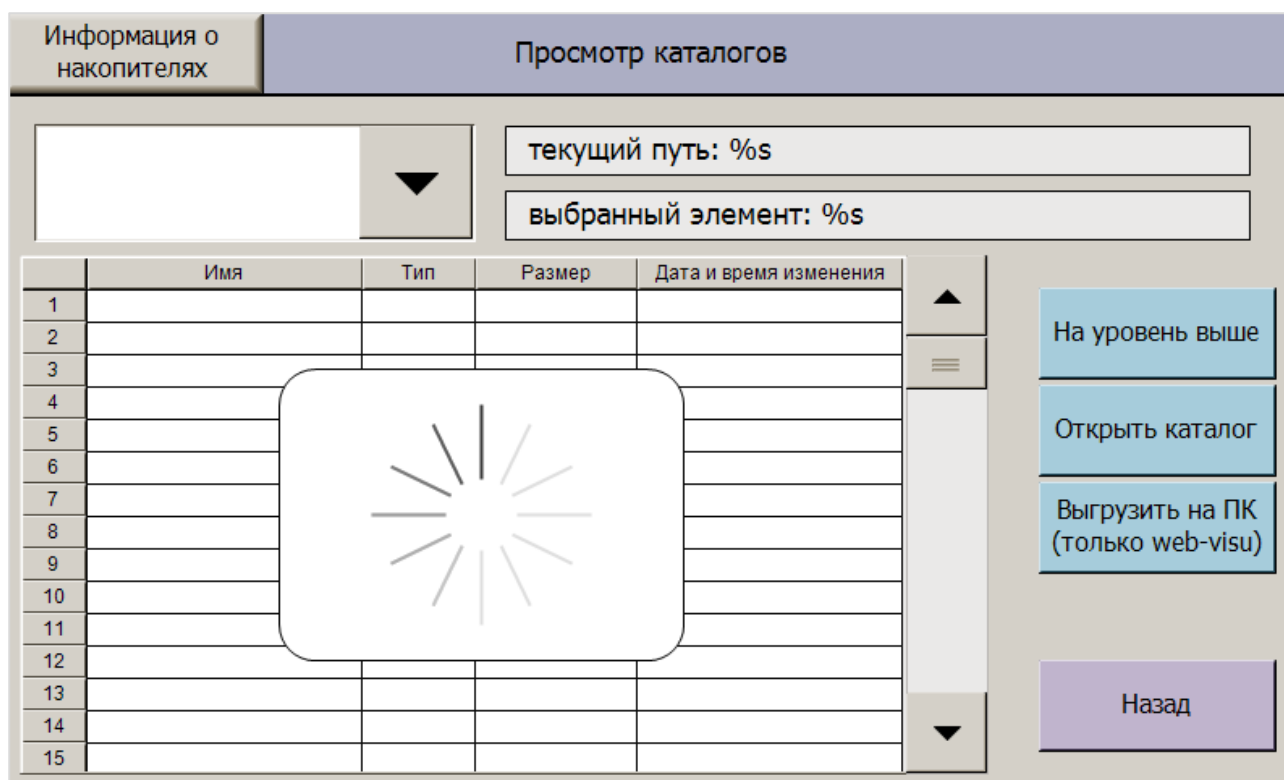 Информация о
накопителях
Просмотр каталогов
текущий путь: %s
выбранный элемент: %s
Имя Тип Размер Дата и время изменения
1
2
3
4
5
6
7
8
9
10
11
12
13
14
15
На уровень выше
Открыть каталог
Выгрузить на ПК
(только web-visu)
Назад